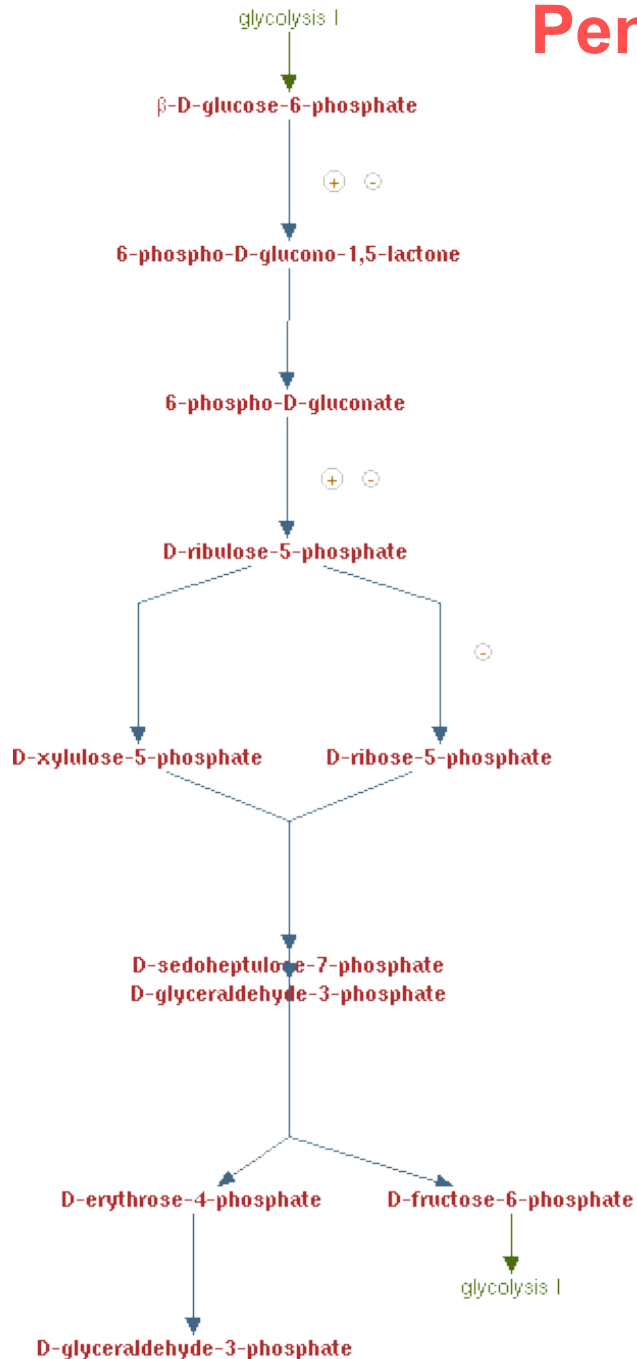 glycolysis I
Per
β-D-glucose-6-phosphate
+ -
6-phospho-D-glucono-1,5-lactone
6-phospho-D-gluconate
+ -
D-ribulose-5-phosphate
-
D-xylulose-5-phosphate D-ribose-5-phosphate
D-sedoheptulose-7-phosphate
D-glyceraldehyde-3-phosphate
D-erythrose-4-phosphate D-fructose-6-phosphate
glycolysis I
D-glyceraldehyde-3-phosphate